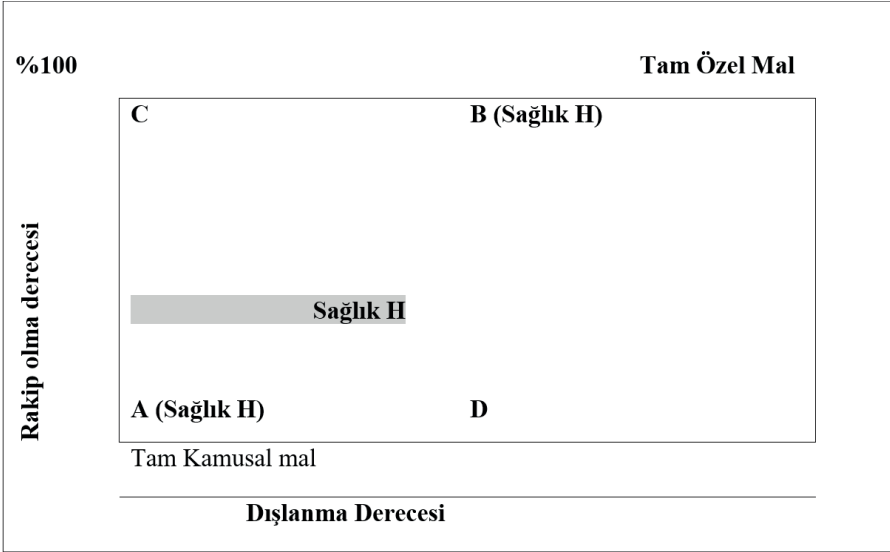 %100 Tam Özel Mal
C B (Sağlık H)
Rakip olma derecesi
Sağlık H
A (Sağlık H) D
Tam Kamusal mal
Dışlanma Derecesi